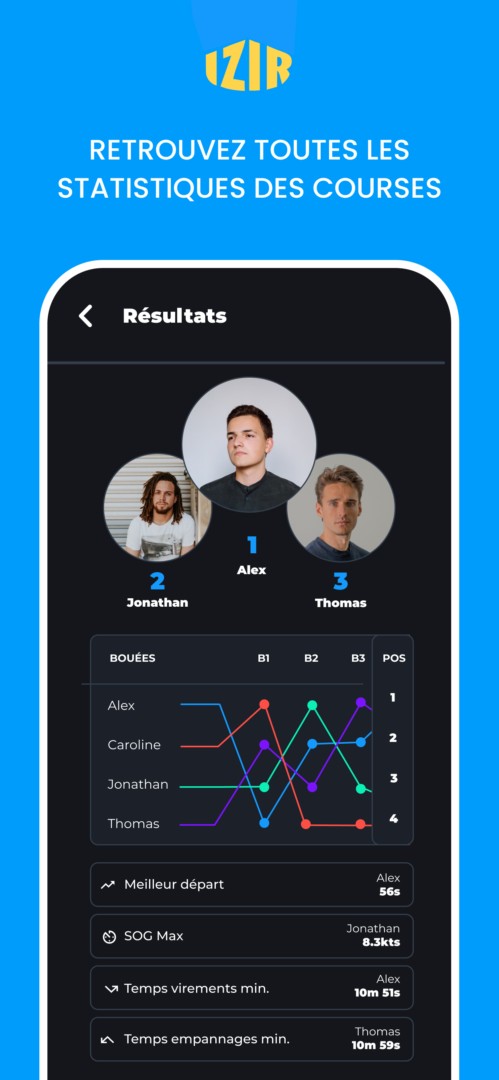 IZIR
RETROUVEZ TOUTES LES
STATISTIQUES DES COURSES
Résultats
1
Alex
2
Jonathan
3
Thomas
BOUÉES B1 B2 B3 POS
Alex 1
Caroline 2
Jonathan 3
Thomas 4
Meilleur départ Alex
56s
SOG Max Jonathan
8.3kts
Temps virements min. Alex
10m 51s
Temps empannages min. Thomas
10m 59s